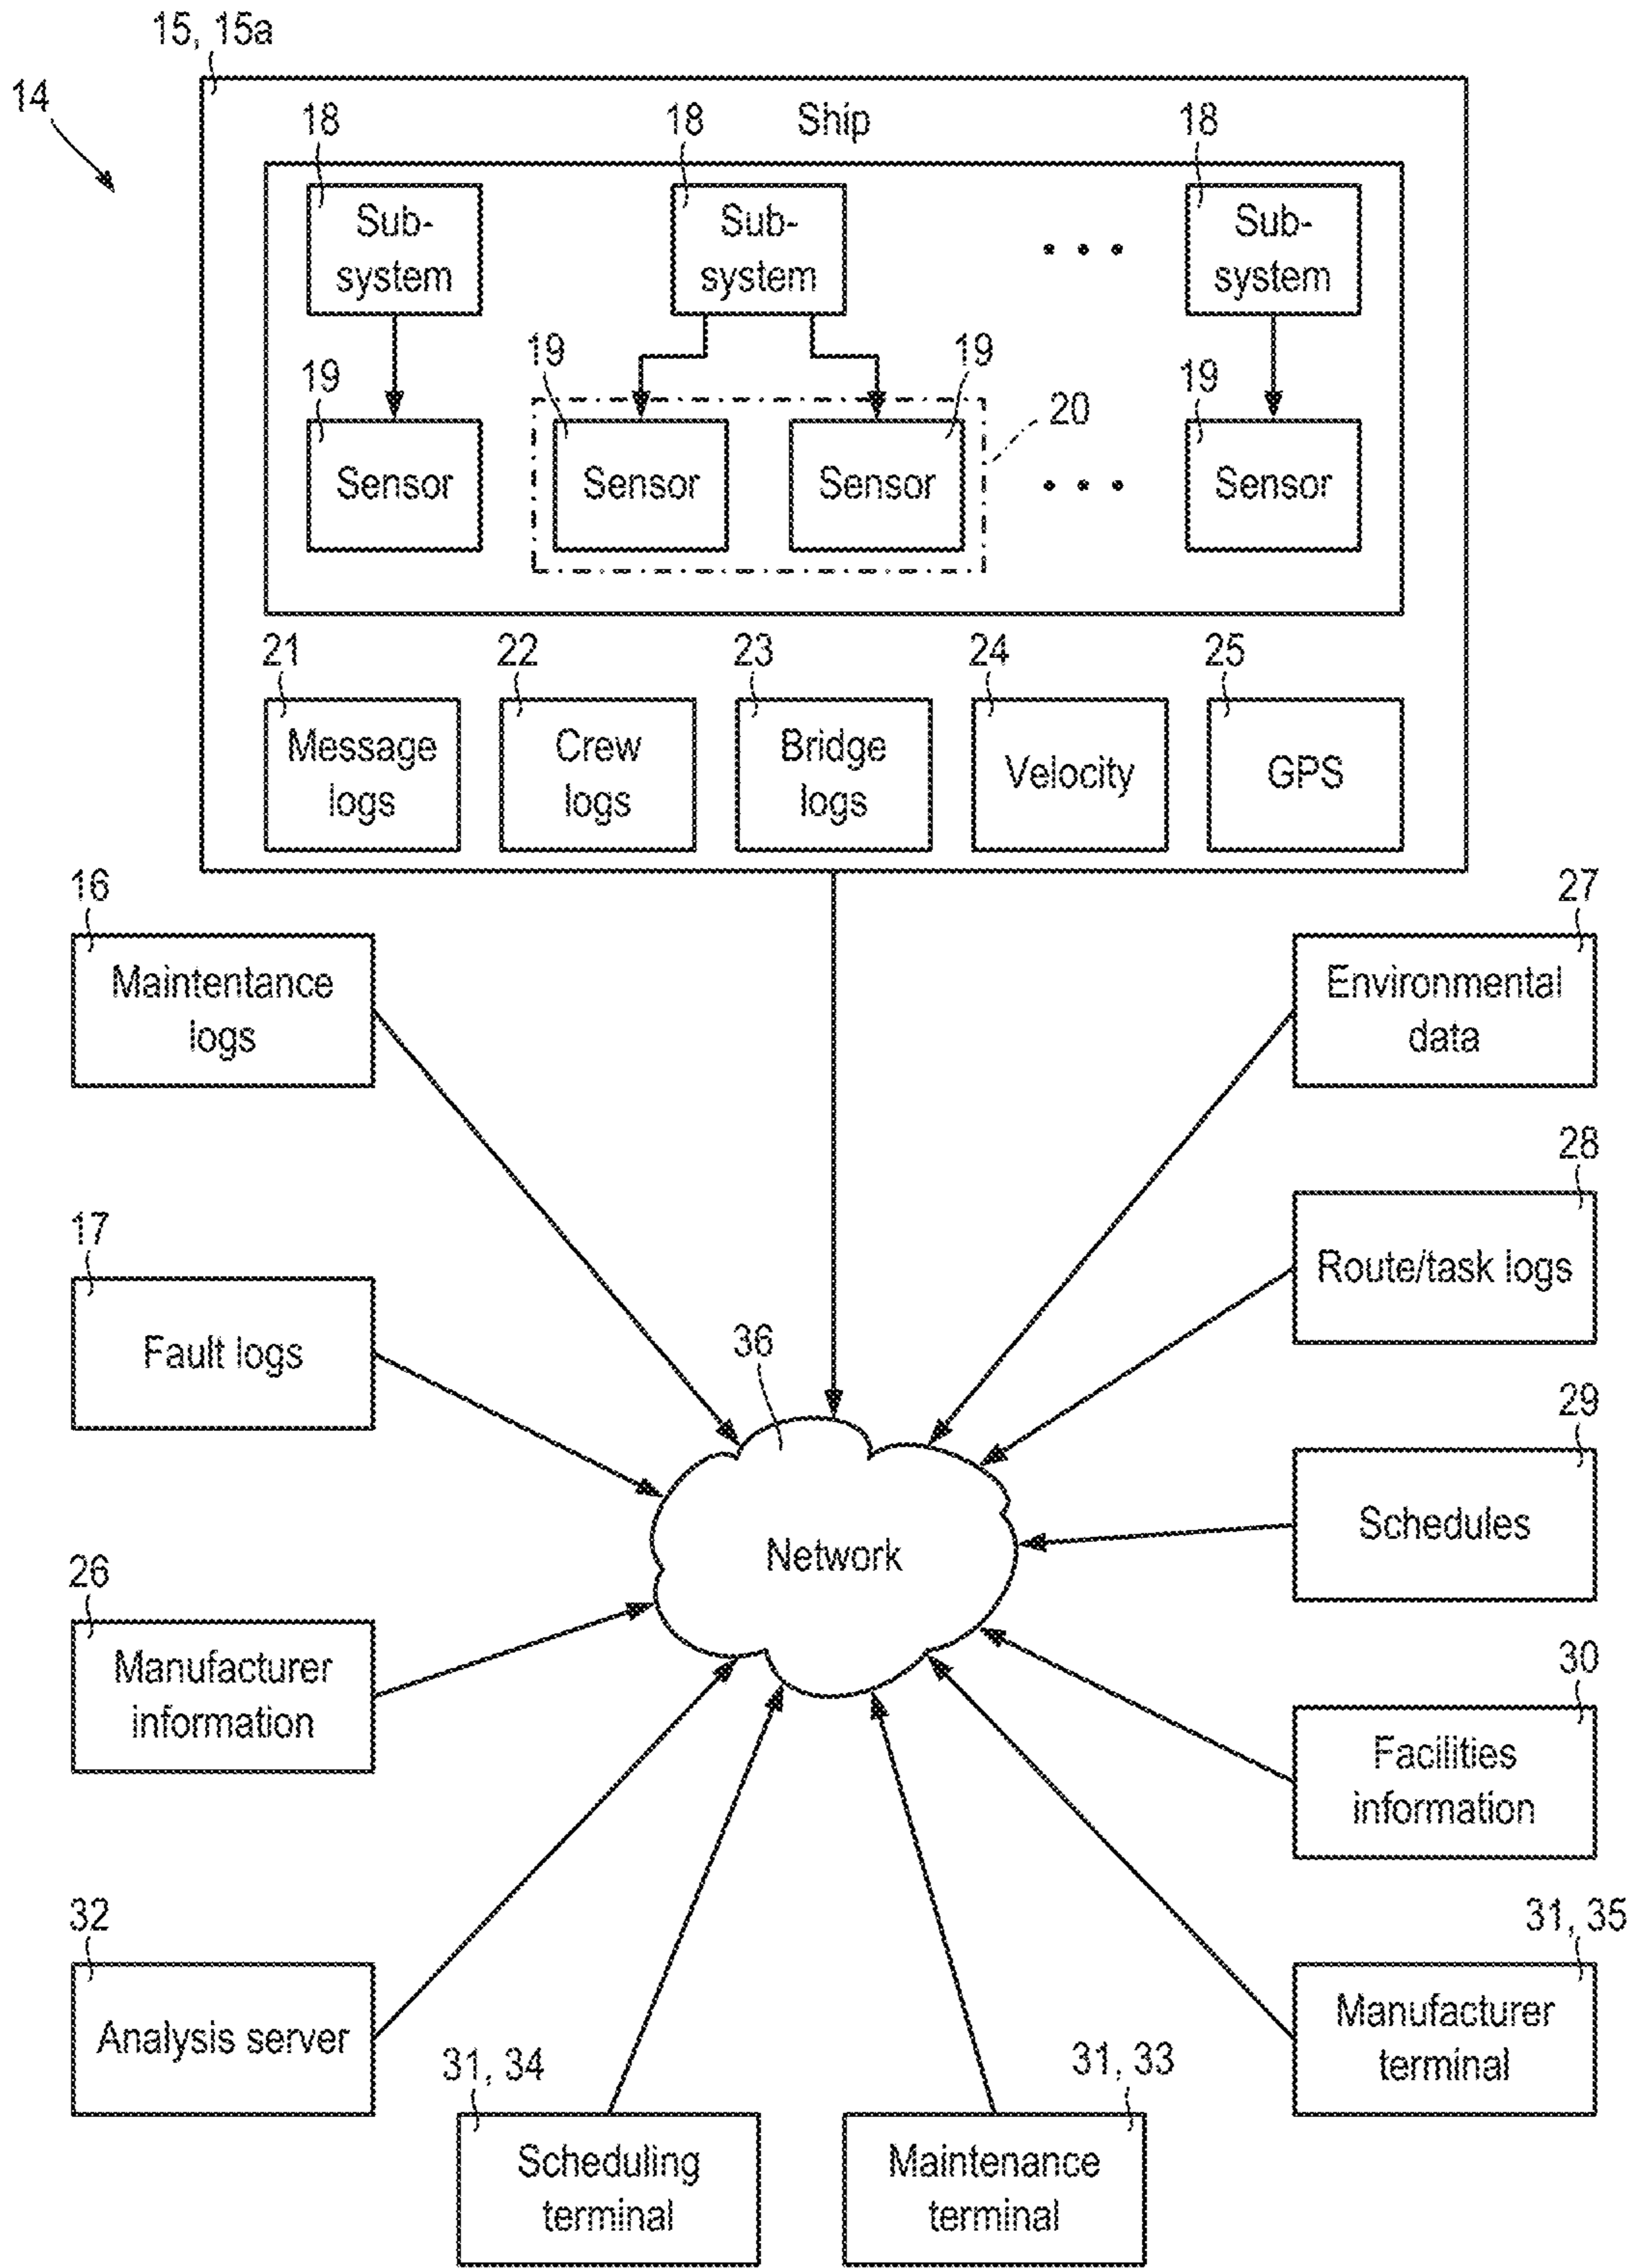 15, 15a
14
Ship
18
18
18
Sub-
system
Sub-
system
Sub-
system
19
19
19
20
19
Sensor
Sensor
Sensor
Sensor
21
22
23
24
25
Message
logs
Crew
logs
Bridge
logs
Velocity
GPS
16
27
Maintentance
logs
Environmental
data
28
Route/task logs
17
Fault logs
36
29
Schedules
Network
26
Manufacturer
information
30
Facilities
information
32
Analysis server
31, 35
Manufacturer
terminal
31, 34
Scheduling
terminal
31, 33
Maintenance
terminal